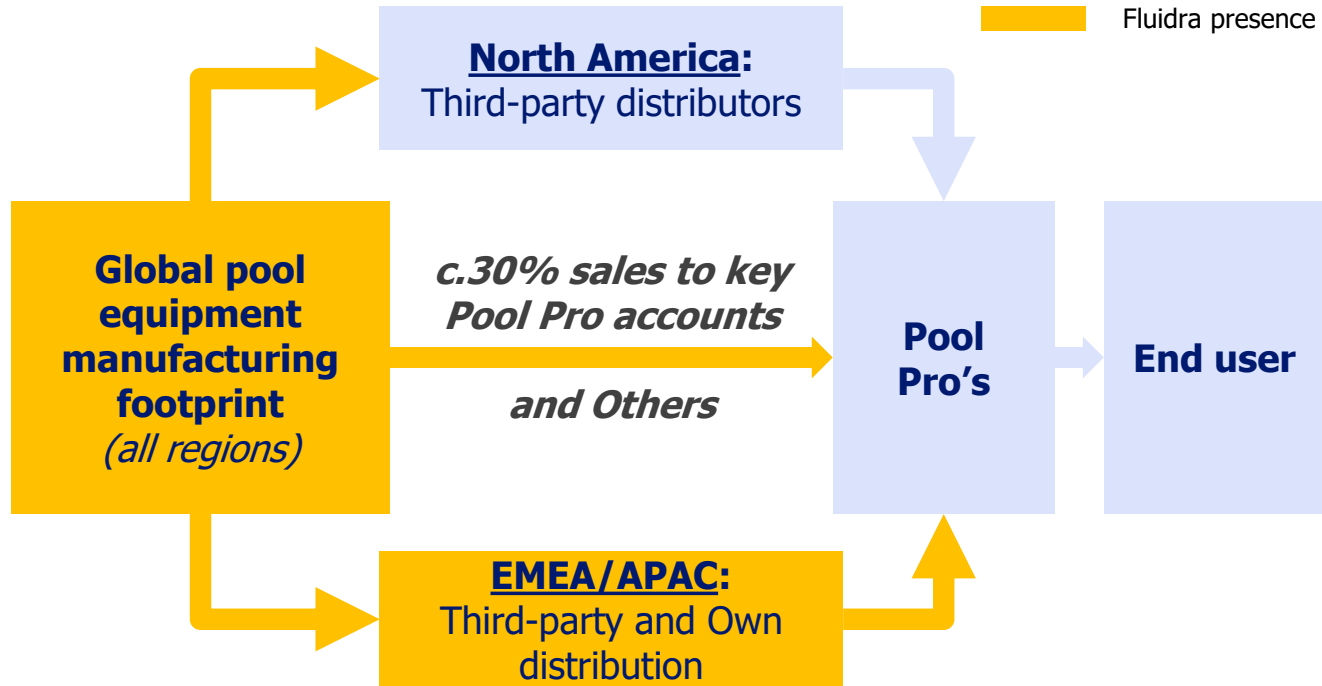 Fluidra presence
North America:
Third-party distributors
Global pool
equipment
manufacturing
footprint
(all regions)
c.30% sales to key
Pool Pro accounts
and Others
Pool
Pro’s
End user
EMEA/APAC:
Third-party and Own
distribution